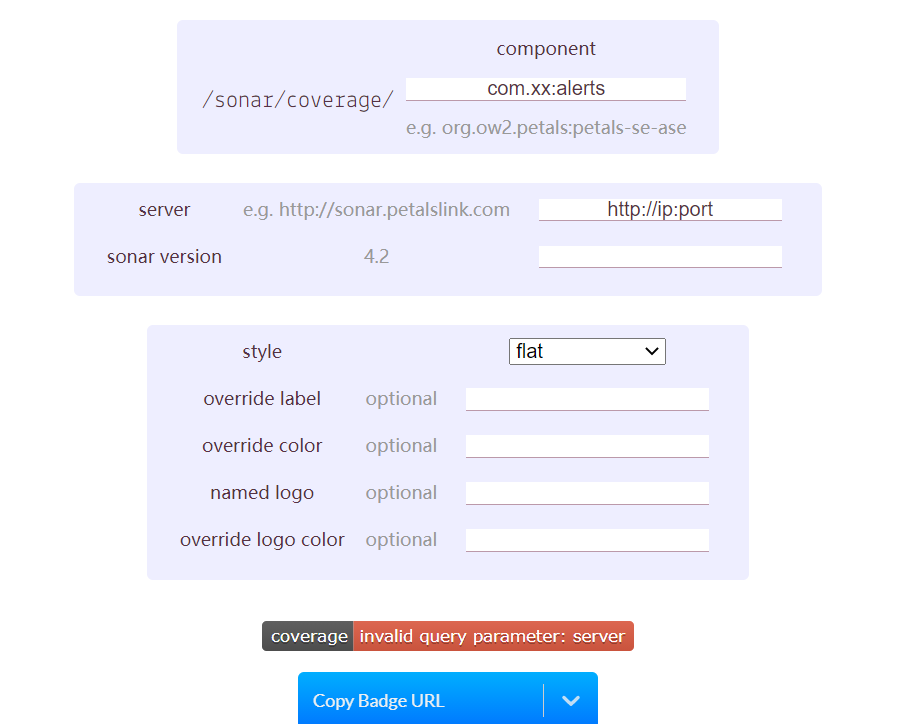 component
/sonar/coverage/ com.xx:alerts
e.g. org.ow2.petals:petals-se-ase
server e.g. http://sonar.petalslink.com http://ip:port
sonar version 4.2
style flat
override label optional
override color optional
named logo optional
override logo color optional
coverage invalid query parameter: server
Copy Badge URL